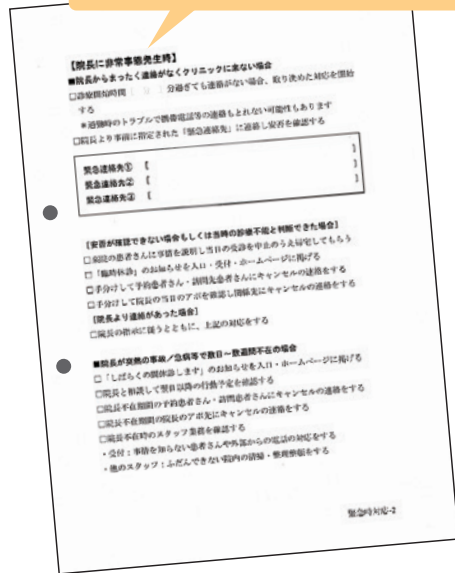 【院長に非常事態発生時】
■院長からまったく連絡がなくクリニックに来ない場合
□診療開始時間　　　分過ぎても連絡がない場合、取り決めた対応を開始
する
＊通勤時のトラブルで携帯電話等の連絡もとれない可能性もあります
□院長より事前に指定された「緊急連絡先」に連絡し安否を確認する
緊急連絡先①　【　　　　　　　　　　】
緊急連絡先②　【　　　　　　　　　　】
緊急連絡先③　【　　　　　　　　　　】
[安否が確認できない場合もしくは当時の診療不能と判断できた場合]
□来院の患者さんに事情を説明し当日の受診を中止のうえ帰宅してもらう
□「臨時休診」のお知らせを入口・受付・ホームページに掲げる
□手分けして予約患者さん・訪問先患者さんにキャンセルの連絡をする
□手分けして院長の当日のアポを確認し関係先にキャンセルの連絡をする
[院長より連絡があった場合]
□院長の指示に従うとともに、上記の対応をする
■院長が突然の事故／急病等で数日～数週間不在の場合
□「しばらくの間休診します」のお知らせを入口・ホームページに掲げる
□院長と相談して翌日以降の行動予定を確認する
□院長不在期間の予約患者さん・訪問患者さんにキャンセルの連絡をする
□院長不在期間の院長のアポ先にキャンセルの連絡をする
□院長不在時のスタッフ業務を確認する
・受付：事情を知らない患者さんや外部からの電話の対応をする
・他のスタッフ：ふだんできない院内の清掃・整理整頓をする
緊急時対応-2